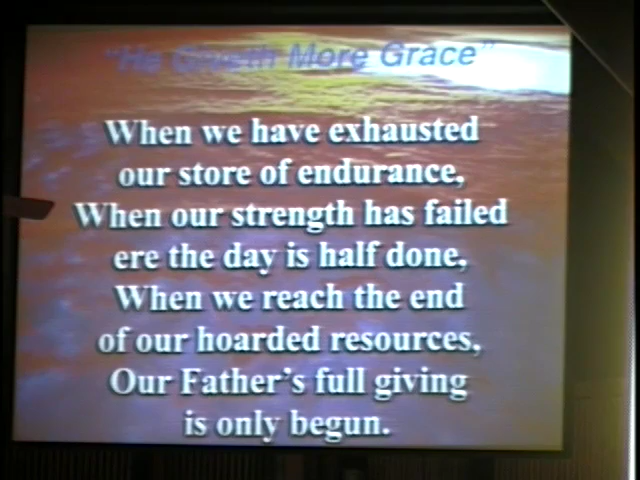 "He Giveth More Grace"
When we have exhausted
our store of endurance,
When our strength has failed
ere the day is half done,
When we reach the end
of our hoarded resources,
Our Father's full giving
is only begun.